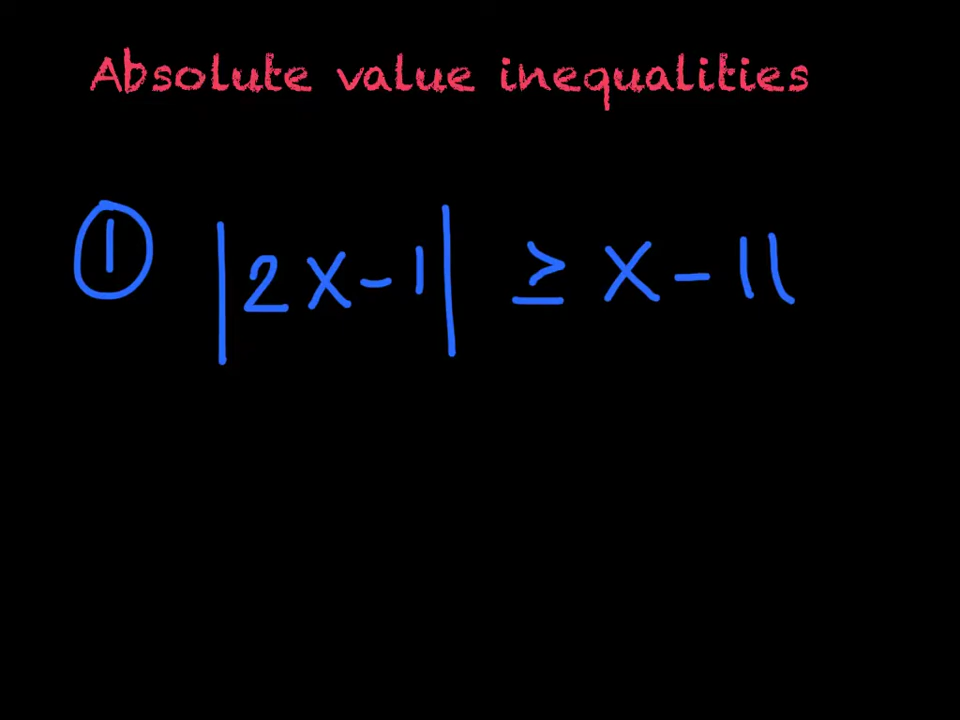 Absolute value inequalities
① |2x-1| ≥ x-11